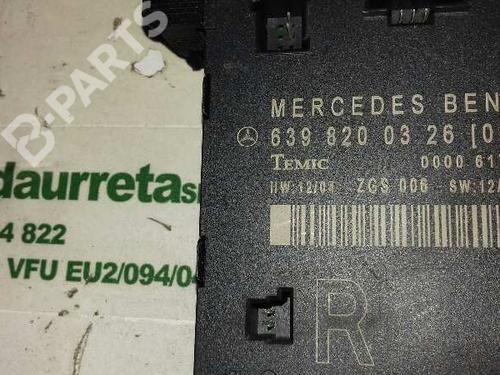 B-PARTS
MERCEDES BEN
639 820 03 26 [0
TEMIC 0000 61
HW:12/04 ZGS 006 SW:12/
R
daurreta
4 822
VFU EU2/094/04